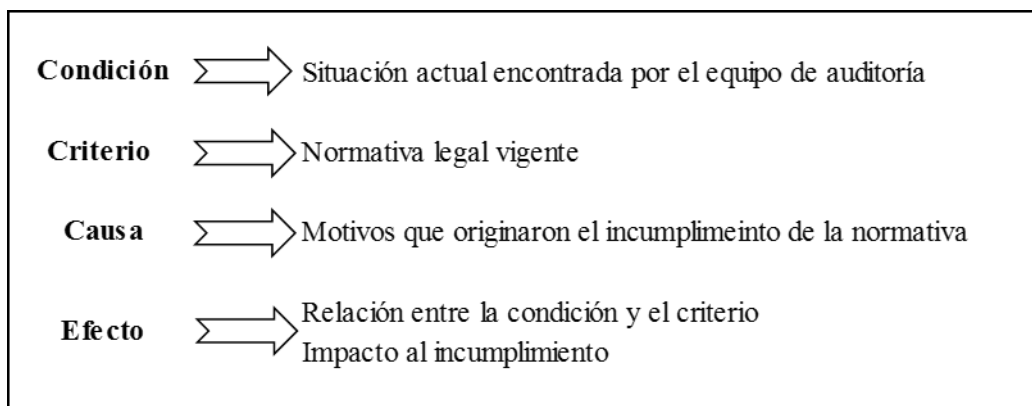 Condición Situación actual encontrada por el equipo de auditoría
Criterio Normativa legal vigente
Causa Motivos que originaron el incumplimeinto de la normativa
Efecto Relación entre la condición y el criterio
Impacto al incumplimiento